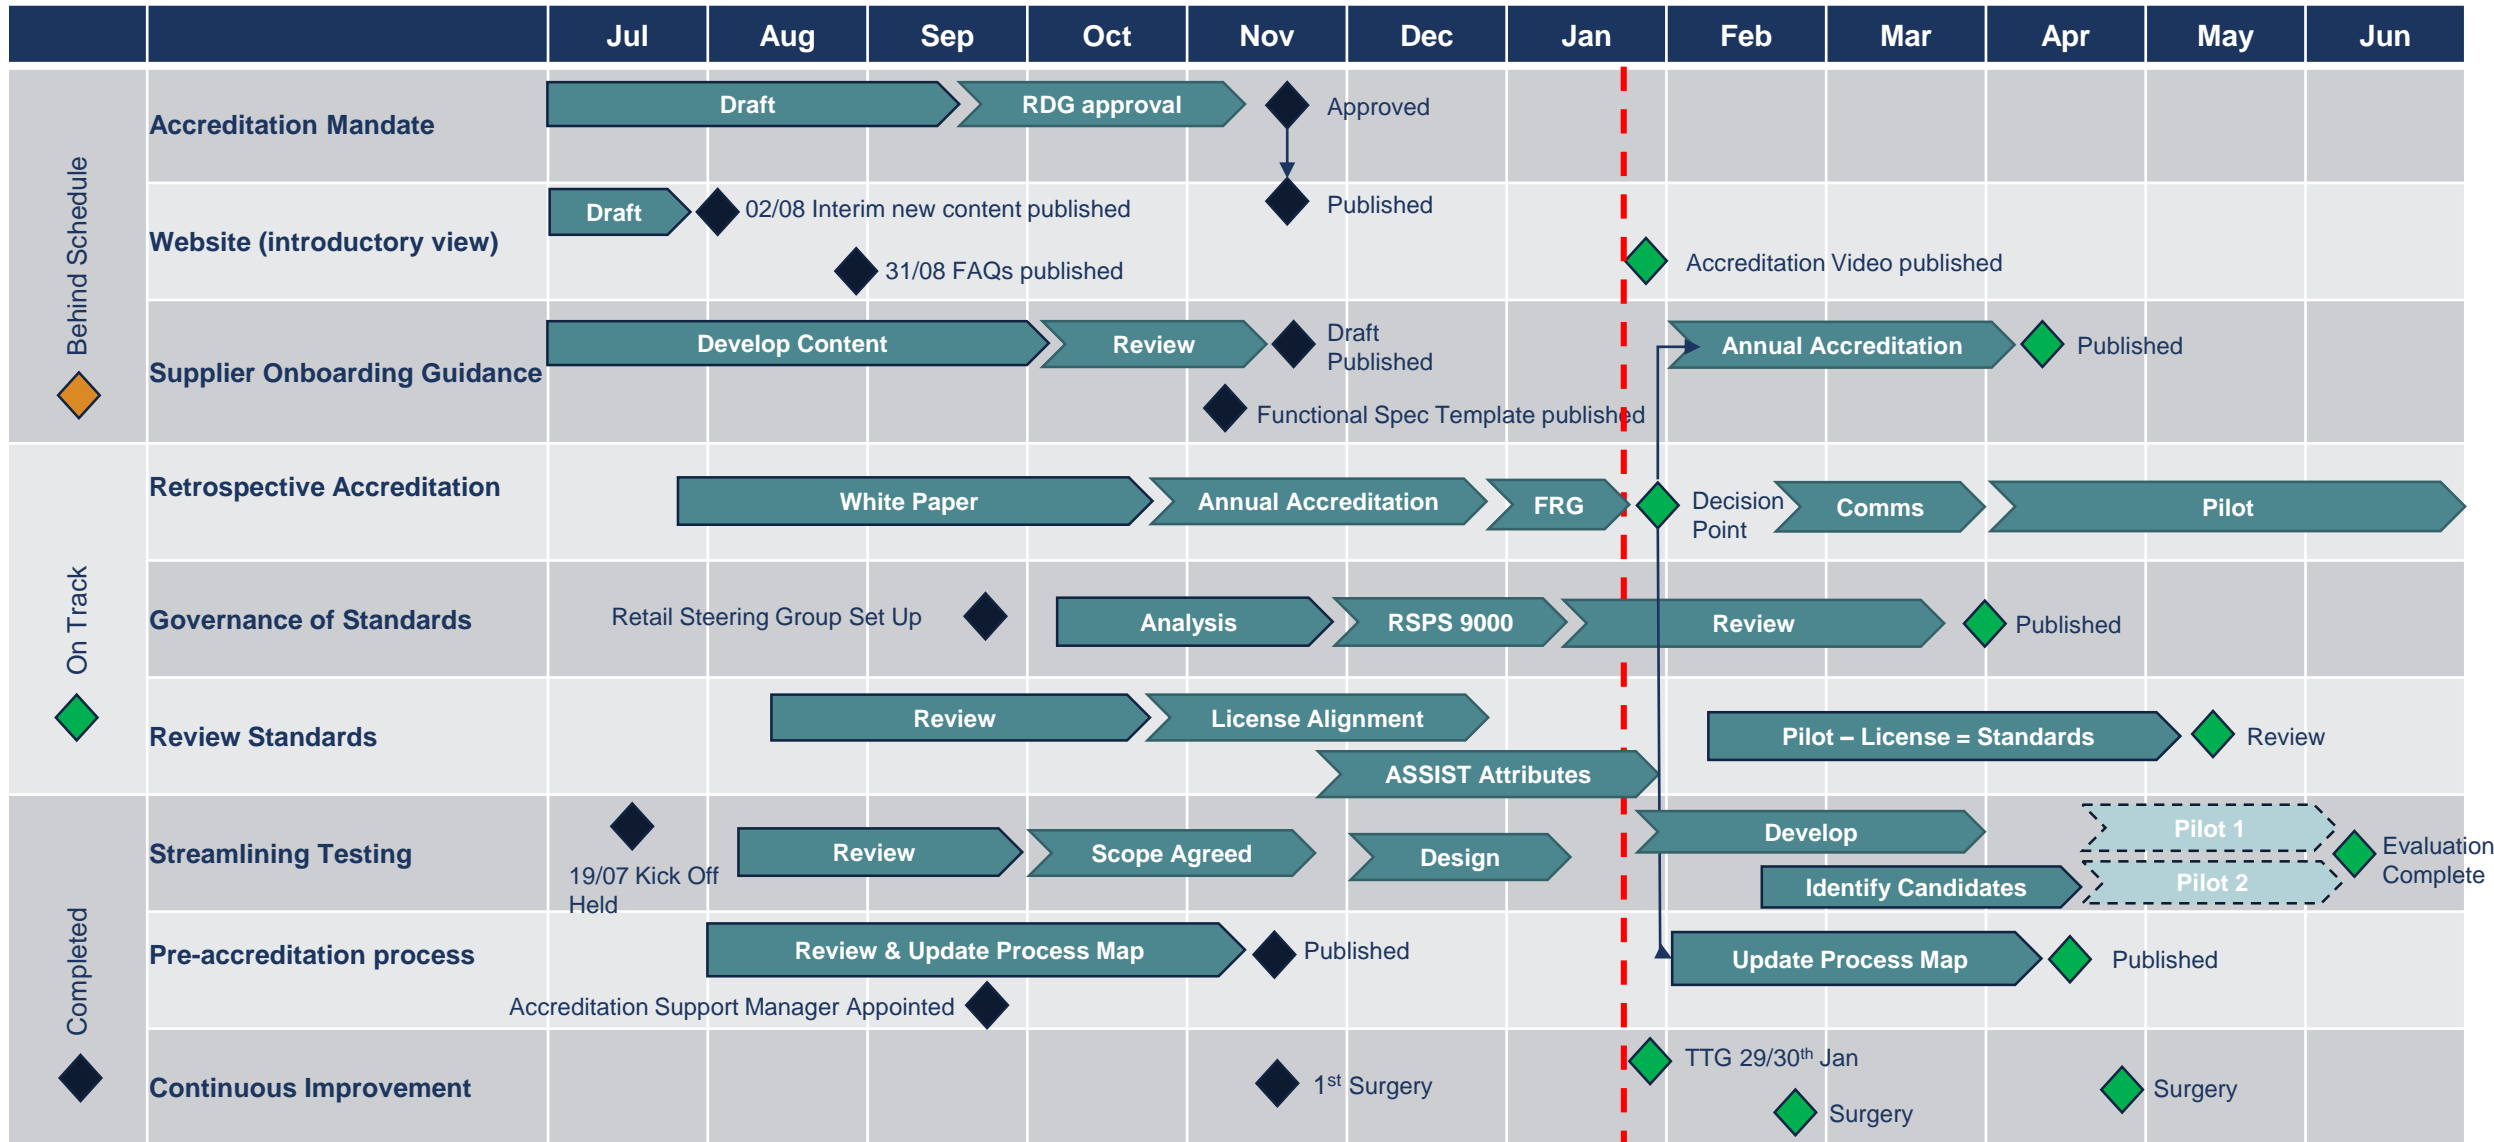 Jul Aug Sep Oct Nov Dec Jan Feb Mar Apr May Jun
Behind Schedule
Accreditation Mandate
Draft
RDG approval
Approved
Website (introductory view)
Draft
02/08 Interim new content published
Published
31/08 FAQs published
Accreditation Video published
Supplier Onboarding Guidance
Develop Content
Review
Draft
Published
Annual Accreditation
Published
Functional Spec Template published
On Track
Retrospective Accreditation
White Paper
Annual Accreditation
FRG
Decision
Point
Comms
Pilot
Governance of Standards
Retail Steering Group Set Up
Analysis
RSPS 9000
Review
Published
Review Standards
Review
License Alignment
Pilot – License = Standards
Review
ASSIST Attributes
Completed
Streamlining Testing
19/07 Kick Off
Held
Review
Scope Agreed
Design
Develop
Pilot 1
Identify Candidates
Pilot 2
Evaluation
Complete
Pre-accreditation process
Review & Update Process Map
Published
Update Process Map
Published
Accreditation Support Manager Appointed
Continuous Improvement
1st Surgery
TTG 29/30th Jan
Surgery
Surgery